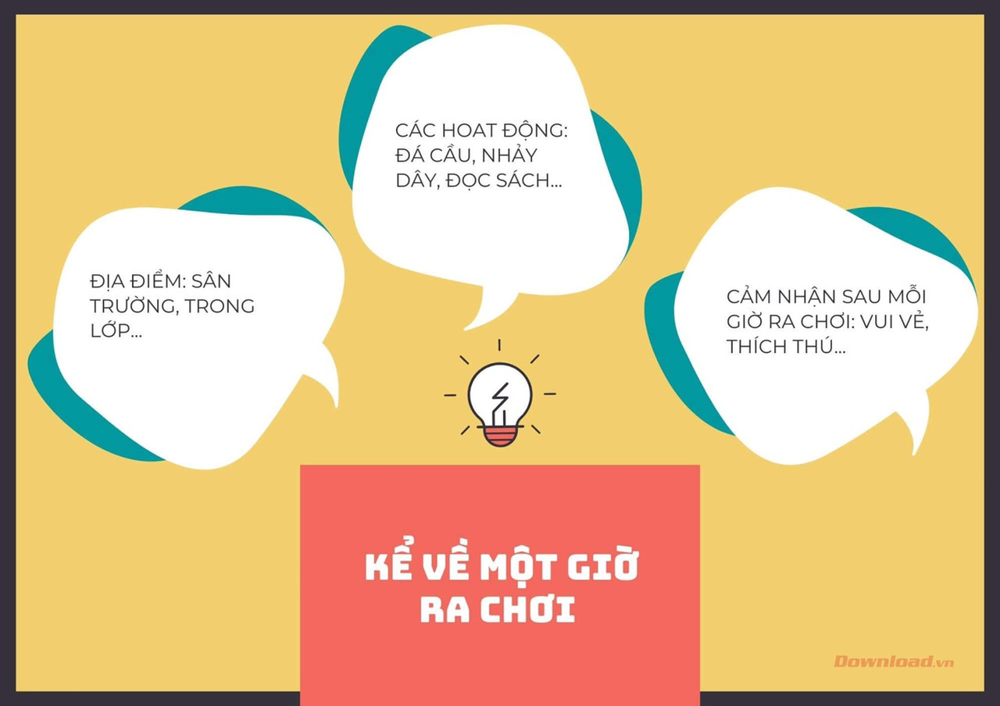 CÁC HOAT ĐỘNG:
ĐÁ CẦU, NHẢY
DÂY, ĐỌC SÁCH...
ĐỊA ĐIỂM: SÂN
TRƯỜNG, TRONG
LỚP...
CẢM NHẬN SAU MỖI
GIỜ RA CHƠI: VUI VẺ,
THÍCH THÚ...
KỂ VỀ MỘT GIỜ
RA CHƠI
Download.vn